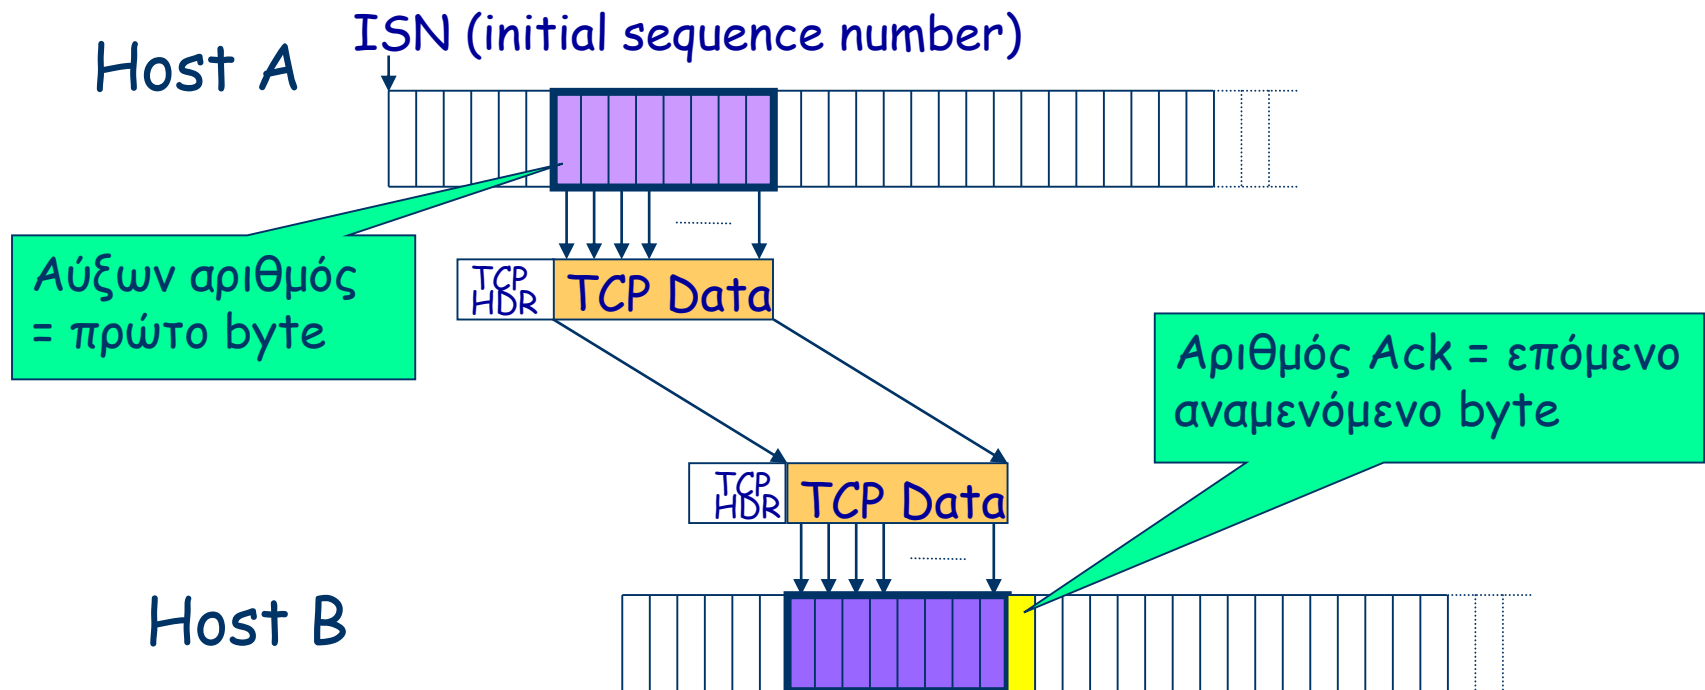 ISN (initial sequence number)
Host A
Αύξων αριθμός
= πρώτο byte
TCP
HDR
TCP Data
Αριθμός Ack = επόμενο
αναμενόμενο byte
TCP
HDR
TCP Data
Host B